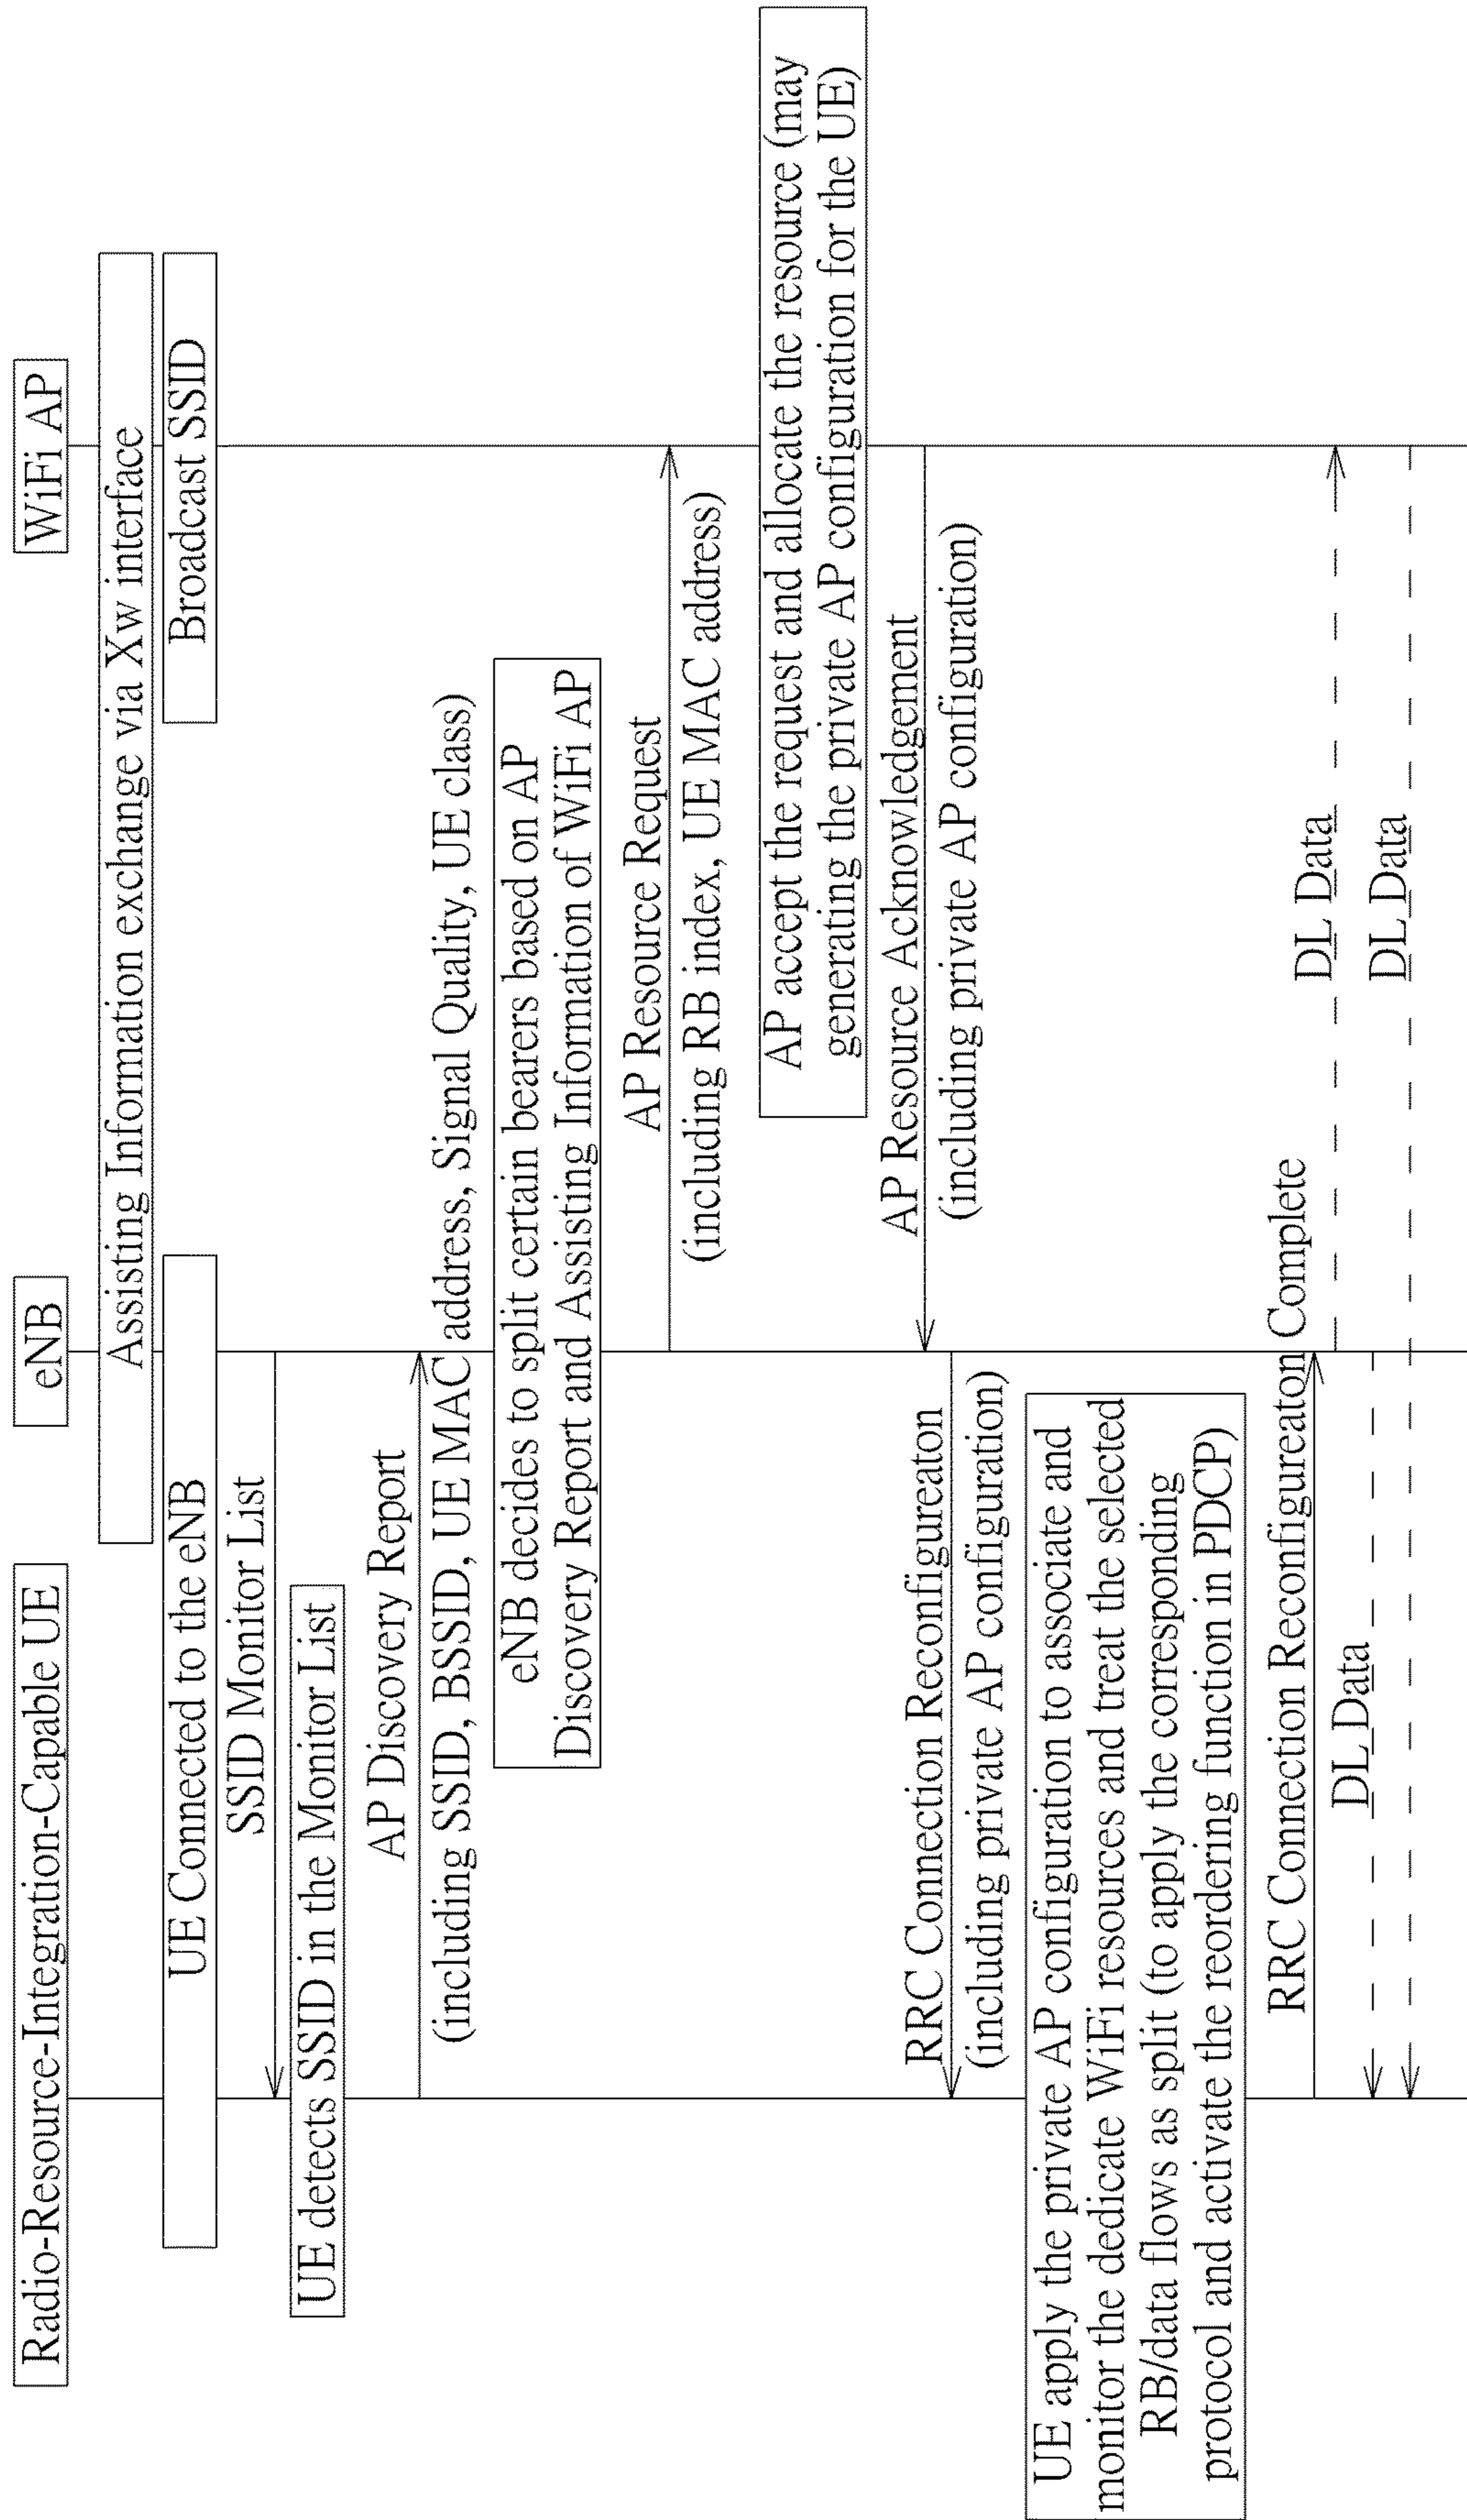 Radio-Resource-Integration-Capable UE
eNB
WiFi AP
Assisting Information exchange via Xw interface
UE Connected to the eNB
Broadcast SSID
SSID Monitor List
UE detects SSID in the Monitor List
AP Discovery Report
(including SSID, BSSID, UE MAC address, Signal Quality, UE class)
eNB decides to split certain bearers based on AP
Discovery Report and Assisting Information of WiFi AP
AP Resource Request
(including RB index, UE MAC address)
AP accept the request and allocate the resource (may
generating the private AP configuration for the UE)
AP Resource Acknowledgement
(including private AP configuration)
RRC Connection Reconfigureaton
(including private AP configuration)
UE apply the private AP configuration to associate and
monitor the dedicate WiFi resources and treat the selected
RB/data flows as split (to apply the corresponding
protocol and activate the reordering function in PDCP)
RRC Connection Reconfigureaton Complete
DL Data
DL Data
DL Data